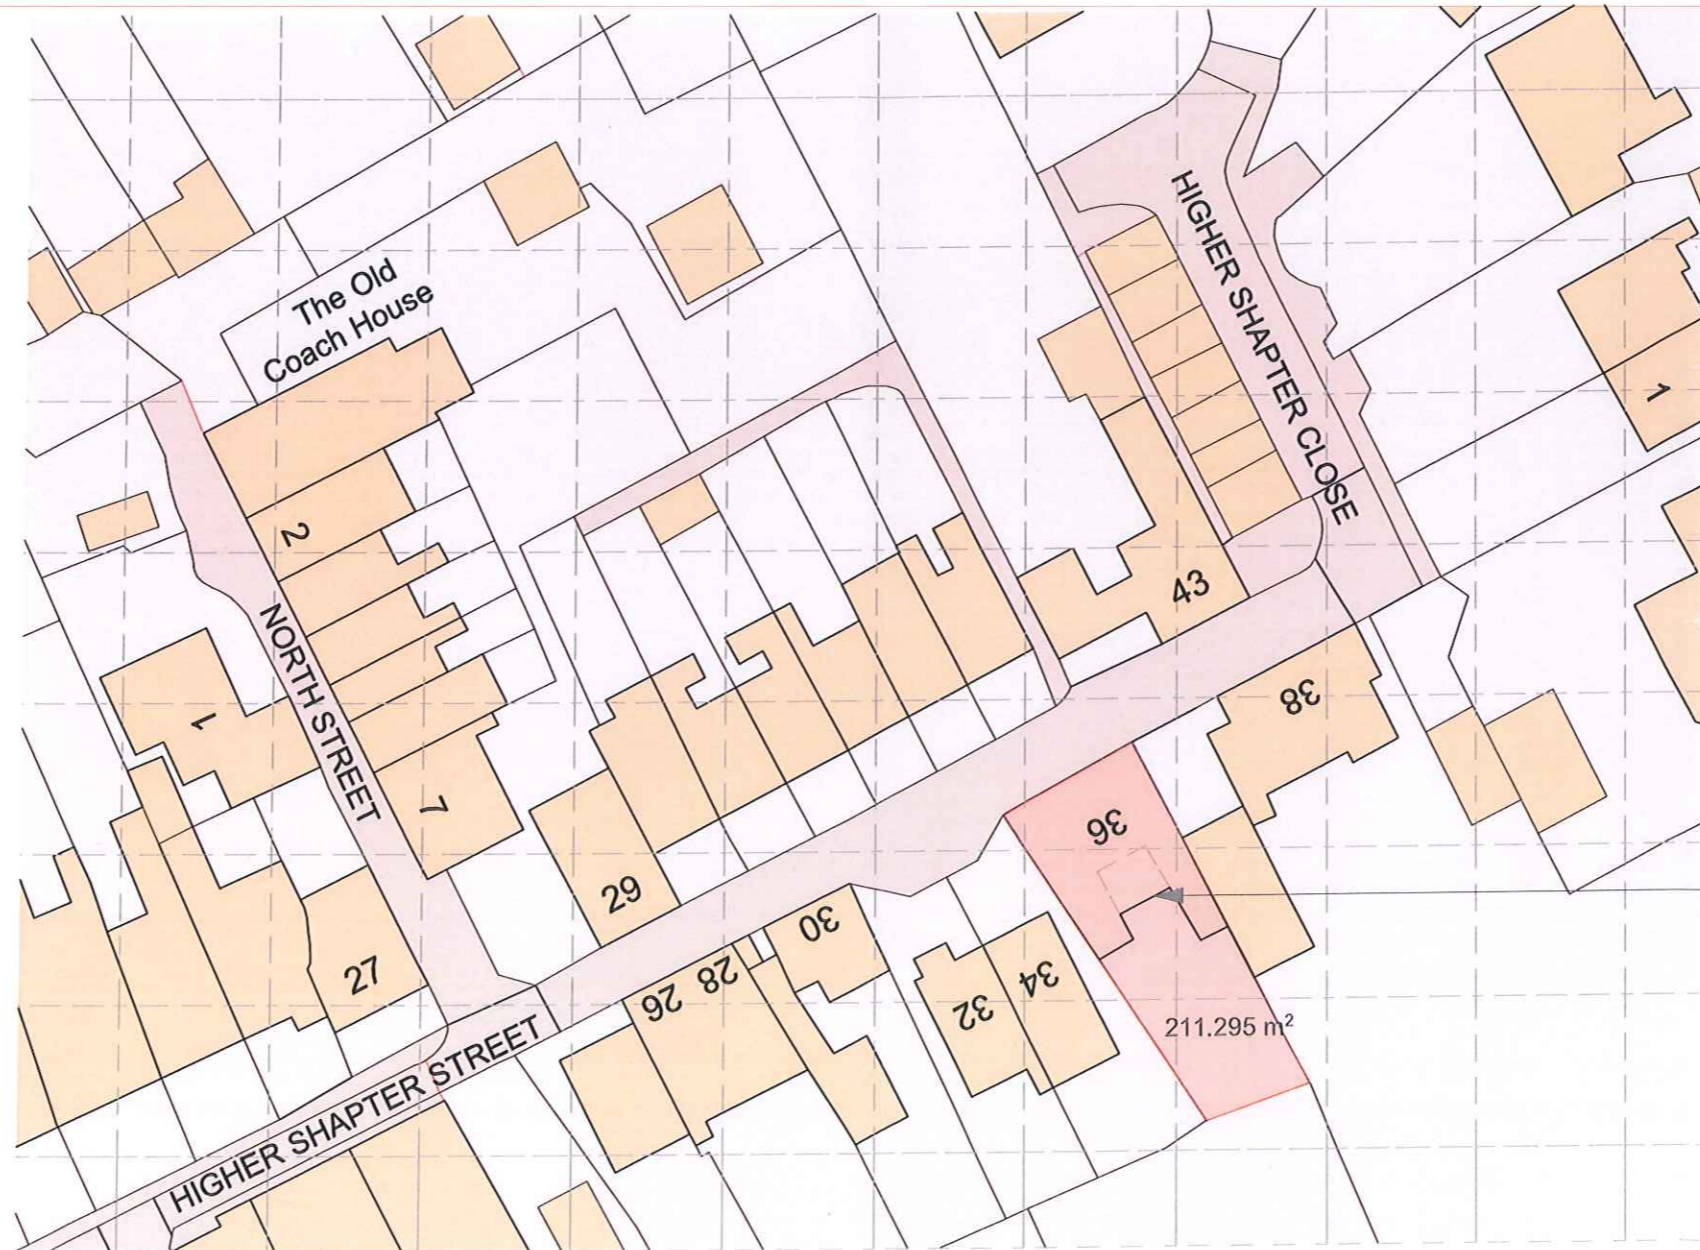 The Old
Coach House
HIGHER SHAPTER CLOSE
1
2
43
NORTH STREET
1
38
7
36
29
30
28
26
27
34
32
211.295 m²
HIGHER SHAPTER STREET